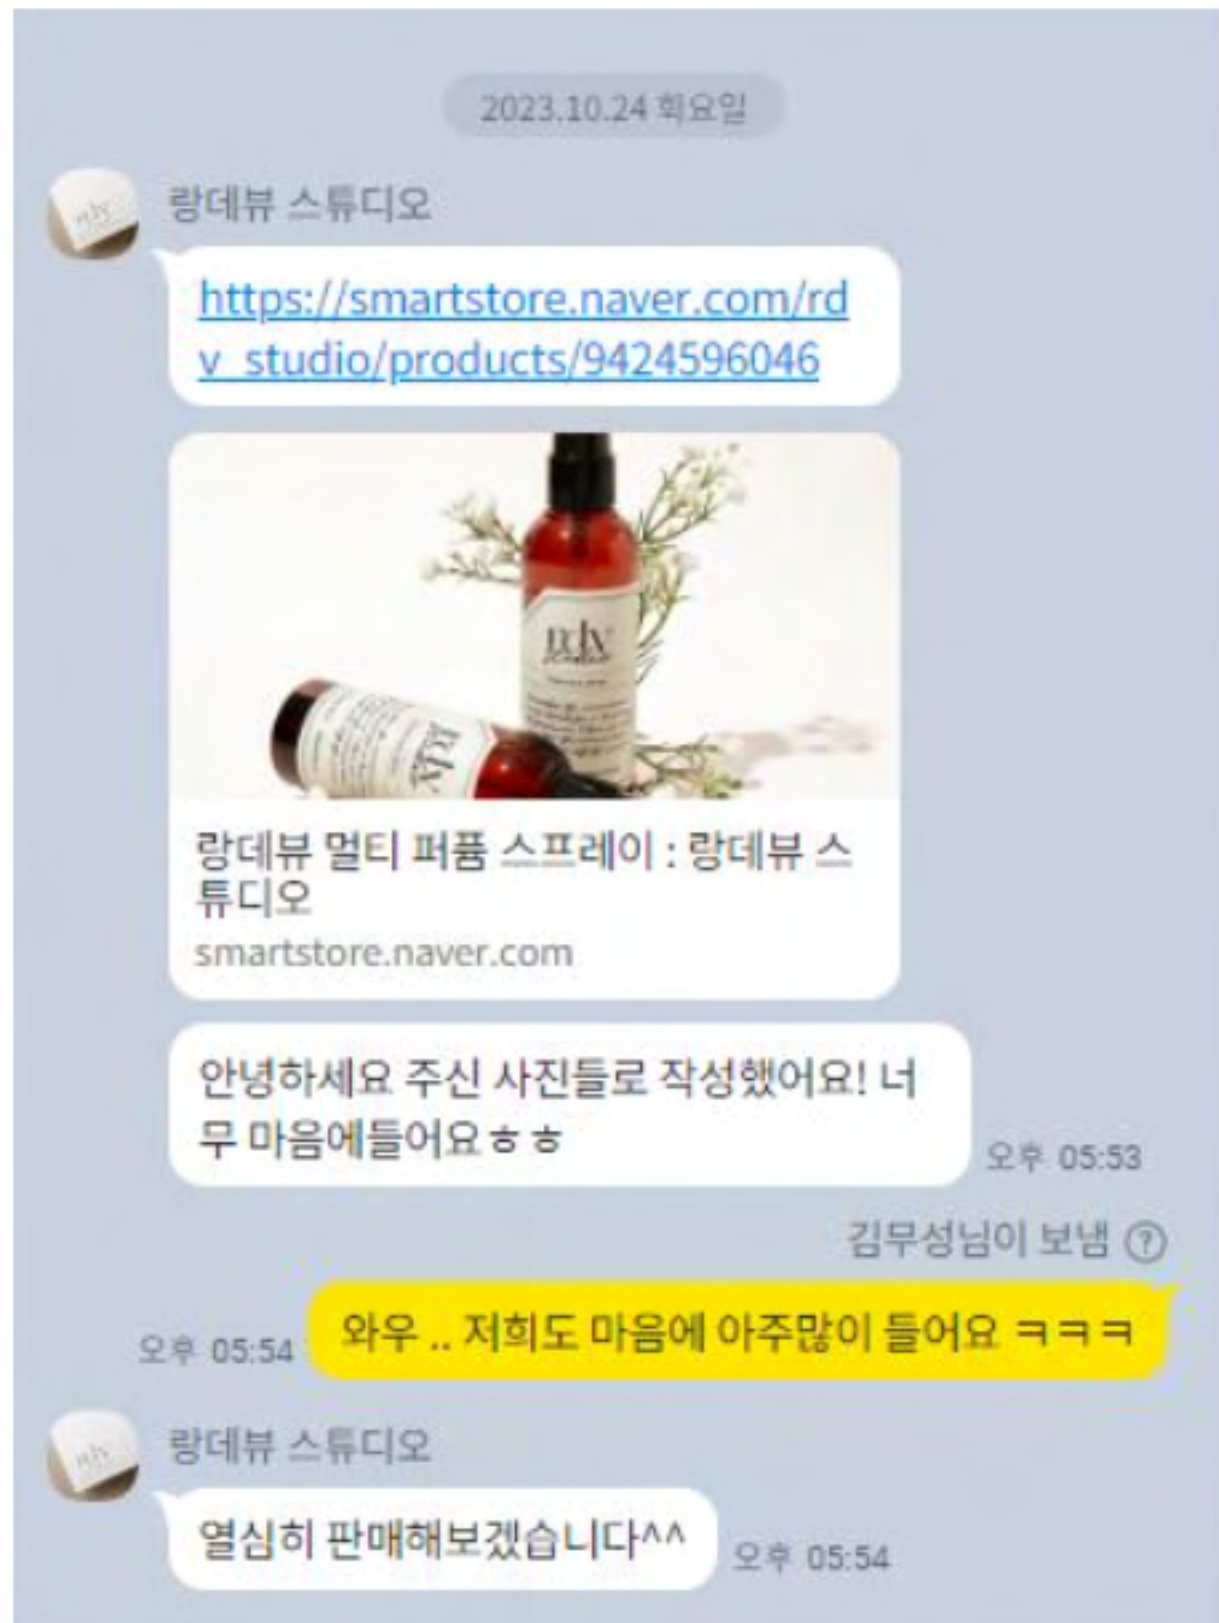 2023.10.24 화요일
랑데뷰 스튜디오
https://smartstore.naver.com/rd
v_studio/products/9424596046
rdv
rdv
랑데뷰 멀티 퍼퓸 스프레이 : 랑데뷰 스
튜디오
smartstore.naver.com
안녕하세요 주신 사진들로 작성했어요! 너
무 마음에들어요ㅎㅎ
오후 05:53
김무성님이 보냄 ?
와우 .. 저희도 마음에 아주많이 들어요 ㅋㅋㅋ
오후 05:54
랑데뷰 스튜디오
열심히 판매해보겠습니다^^
오후 05:54